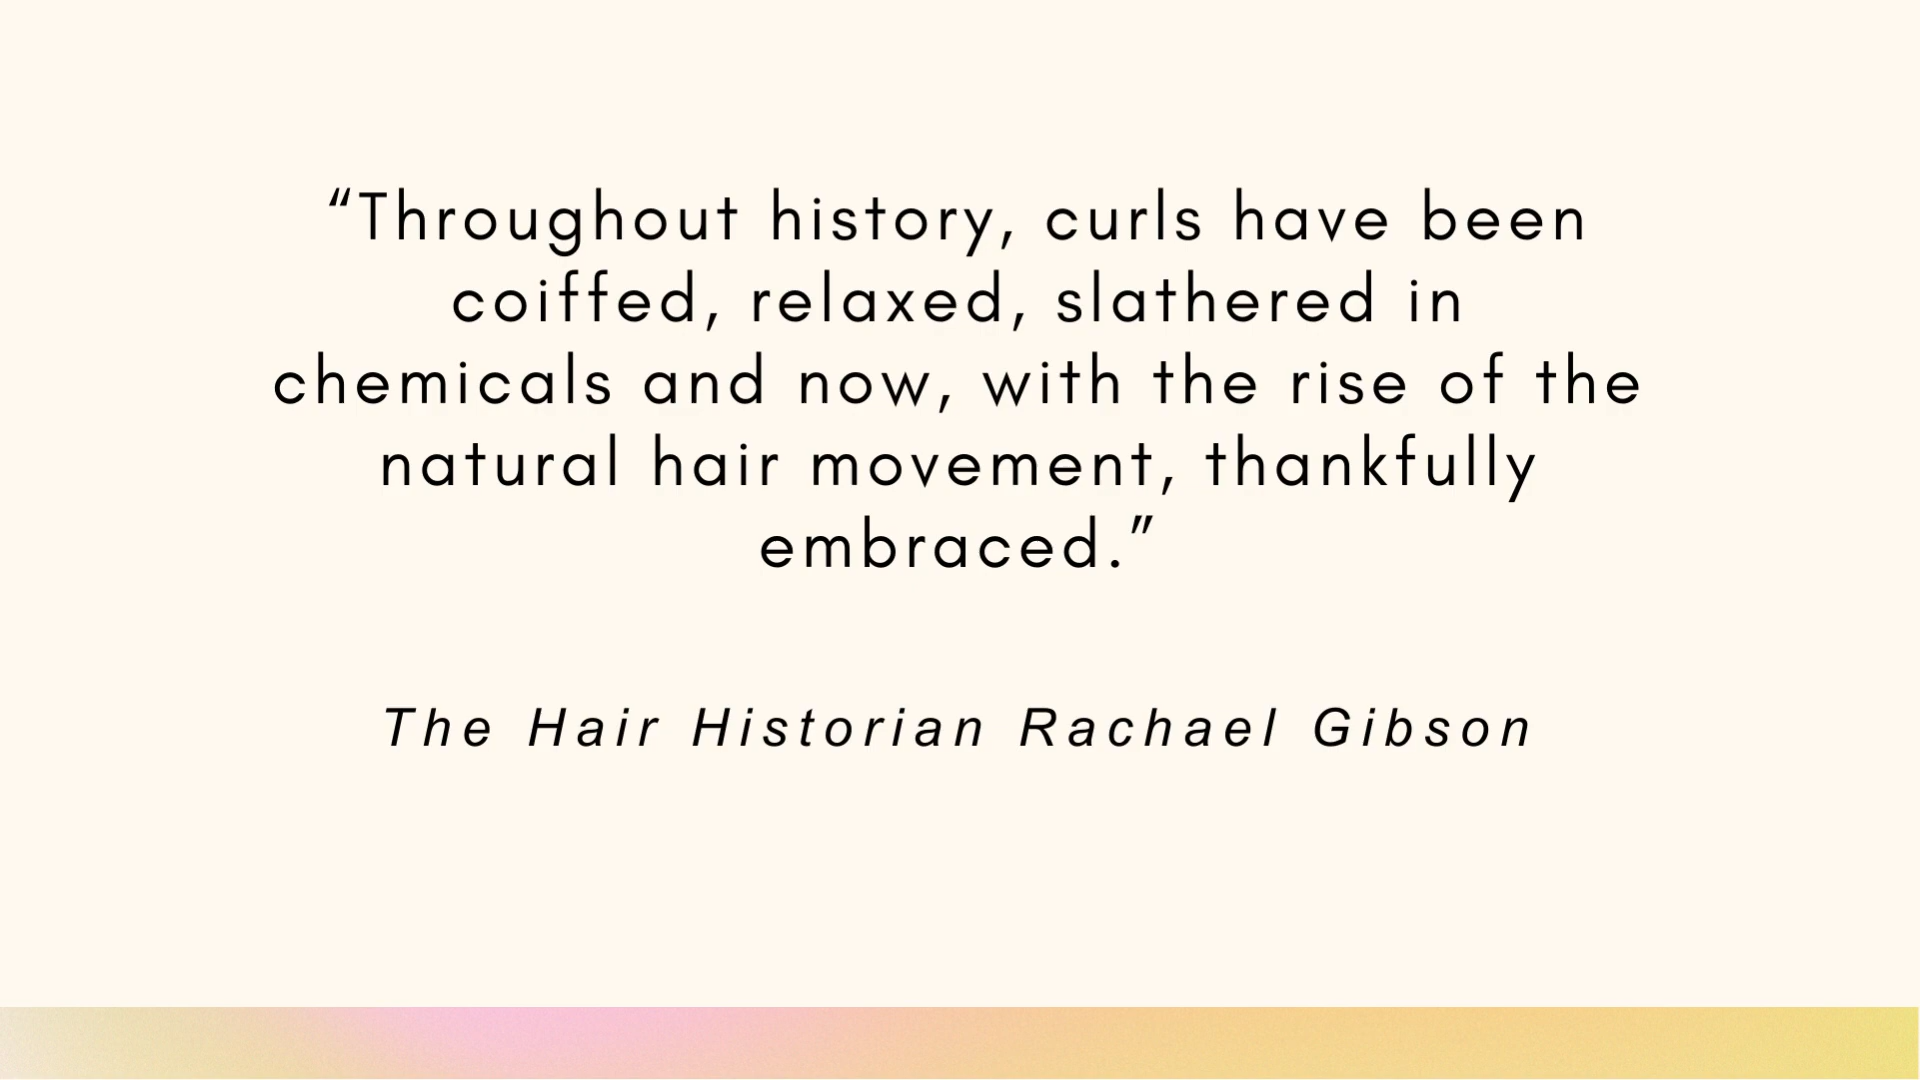 “Throughout history, curls have been
coiffed, relaxed, slathered in
chemicals and now, with the rise of the
natural hair movement, thankfully
embraced.”
The Hair Historian Rachael Gibson